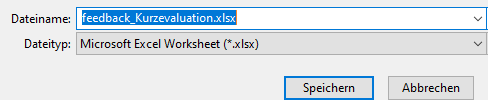 Dateiname: feedback_Kurzevaluation.xlsx
Dateityp: Microsoft Excel Worksheet (*.xlsx)
Speichern Abbrechen